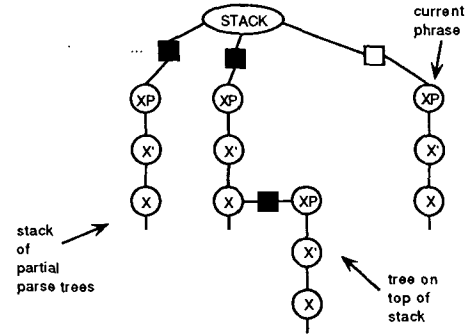 current
phrase
STACK
...
XP
XP
XP
X'
X'
X'
X
X
XP
X
X'
X
stack
of
partial
parse trees
tree on
top of
stack